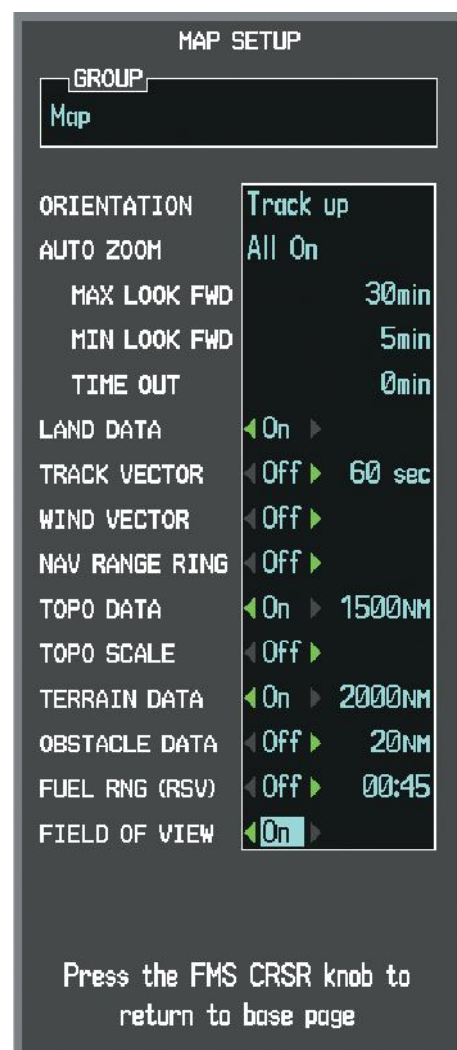 MAP SETUP
GROUP
Map
ORIENTATION Track up
AUTO ZOOM All On
MAX LOOK FWD 30min
MIN LOOK FWD 5min
TIME OUT 0min
LAND DATA On
TRACK VECTOR Off 60 sec
WIND VECTOR Off
NAV RANGE RING Off
TOPO DATA On 1500NM
TOPO SCALE Off
TERRAIN DATA On 2000NM
OBSTACLE DATA Off 20NM
FUEL RNG (RSV) Off 00:45
FIELD OF VIEW On
Press the FMS CRSR knob to
return to base page